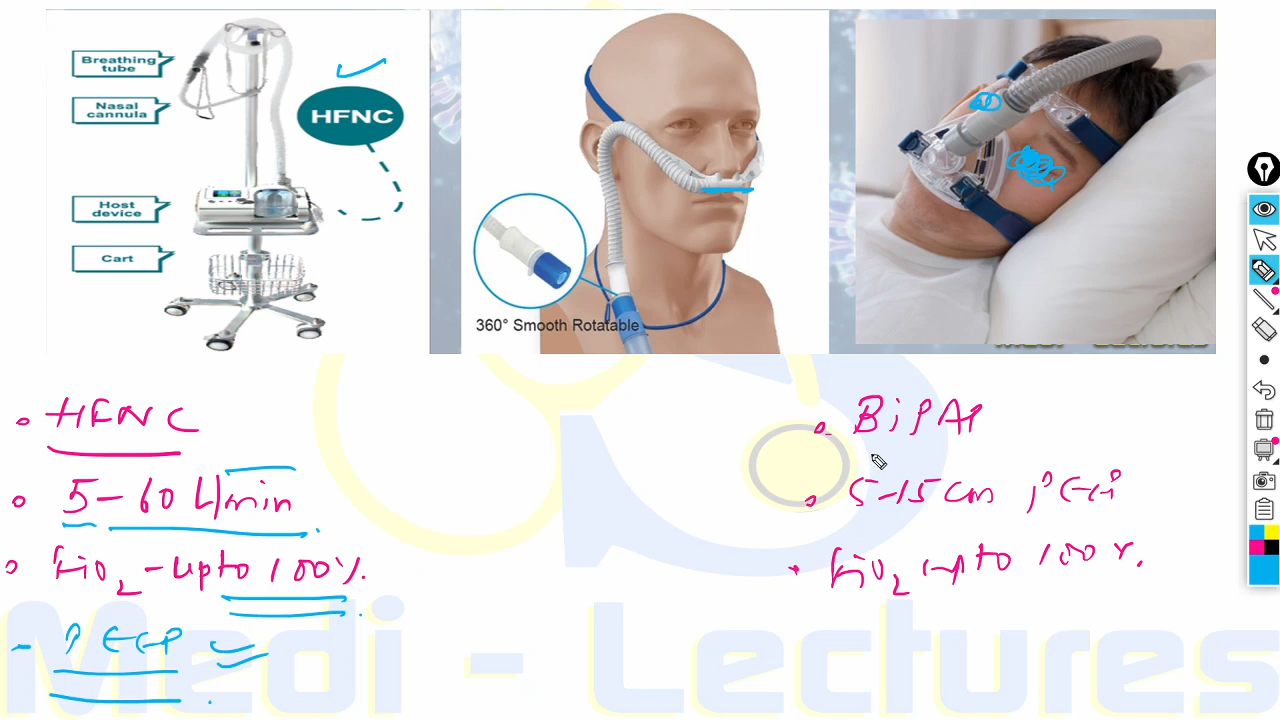 Breathing
tube
Nasal
cannula
HFNC
Host
device
Cart
360° Smooth Rotatable
• HFNC
• 5-60 L/min
• FiO2 - upto 100%.
- PEEP
• BiPAP
• 5-15 cm PEEP
• FiO2 upto 100%.
Medi - Lectures